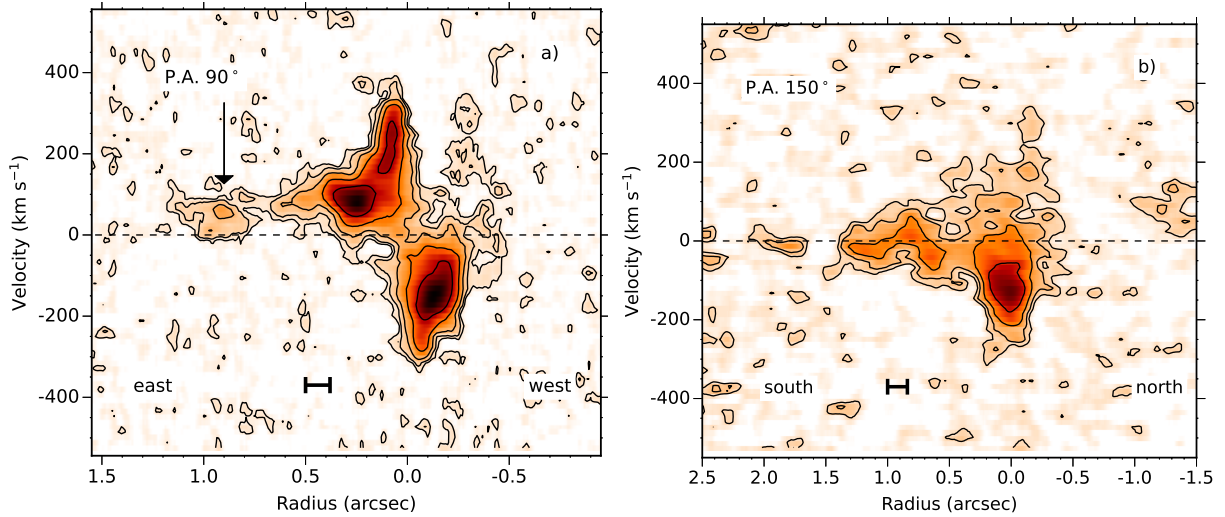 a)
P.A. 90°
400
200
0
-200
-400
Velocity (km s⁻¹)
east
west
1.5
1.0
0.5
0.0
-0.5
Radius (arcsec)
b)
P.A. 150°
400
200
0
-200
-400
Velocity (km s⁻¹)
south
north
2.5
2.0
1.5
1.0
0.5
0.0
-0.5
-1.0
-1.5
Radius (arcsec)